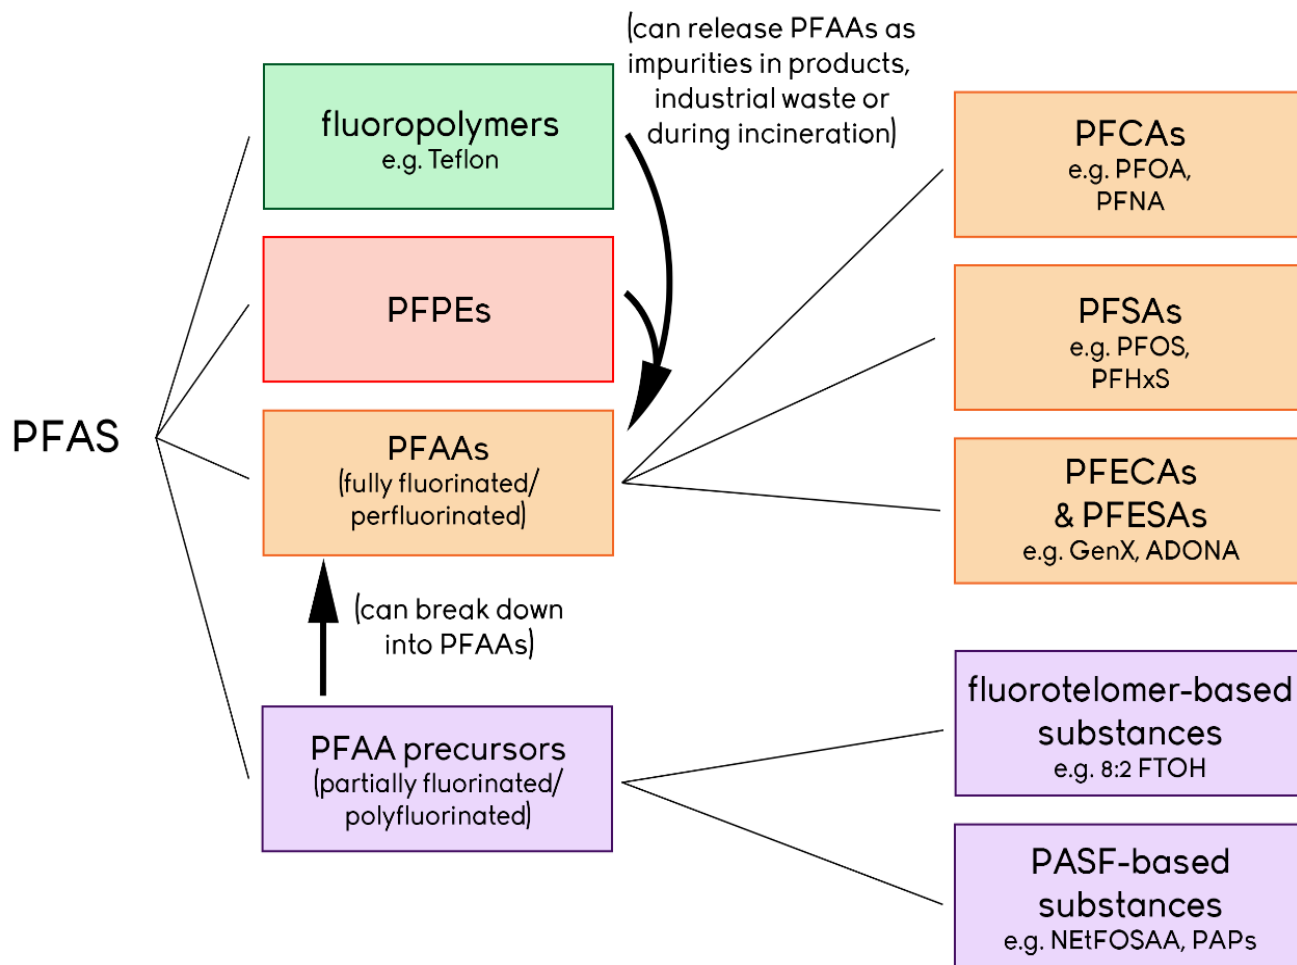 PFAS
fluoropolymers
e.g. Teflon
(can release PFAAs as
impurities in products,
industrial waste or
during incineration)
PFPEs
PFAAs
(fully fluorinated/
perfluorinated)
(can break down
into PFAAs)
PFAA precursors
(partially fluorinated/
polyfluorinated)
PFCAs
e.g. PFOA,
PFNA
PFSAs
e.g. PFOS,
PFHxS
PFECAs
& PFESAs
e.g. GenX, ADONA
fluorotelomer-based
substances
e.g. 8:2 FTOH
PASF-based
substances
e.g. NEtFOSAA, PAPs